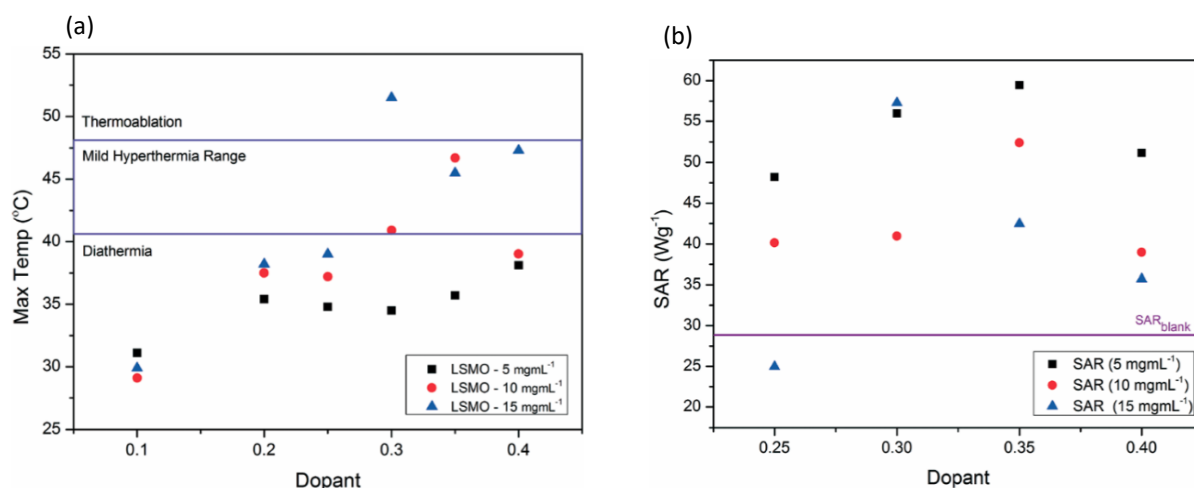 (a)
55
50
45
40
35
30
25
Max Temp (°C)
Thermoablation
Mild Hyperthermia Range
Diathermia
LSMO - 5 mgmL⁻¹
LSMO - 10 mgmL⁻¹
LSMO - 15 mgmL⁻¹
0.1 0.2 0.3 0.4
Dopant
(b)
60
55
50
45
40
35
30
25
20
SAR (Wg⁻¹)
SAR blank
SAR (5 mgmL⁻¹)
SAR (10 mgmL⁻¹)
SAR (15 mgmL⁻¹)
0.25 0.30 0.35 0.40
Dopant